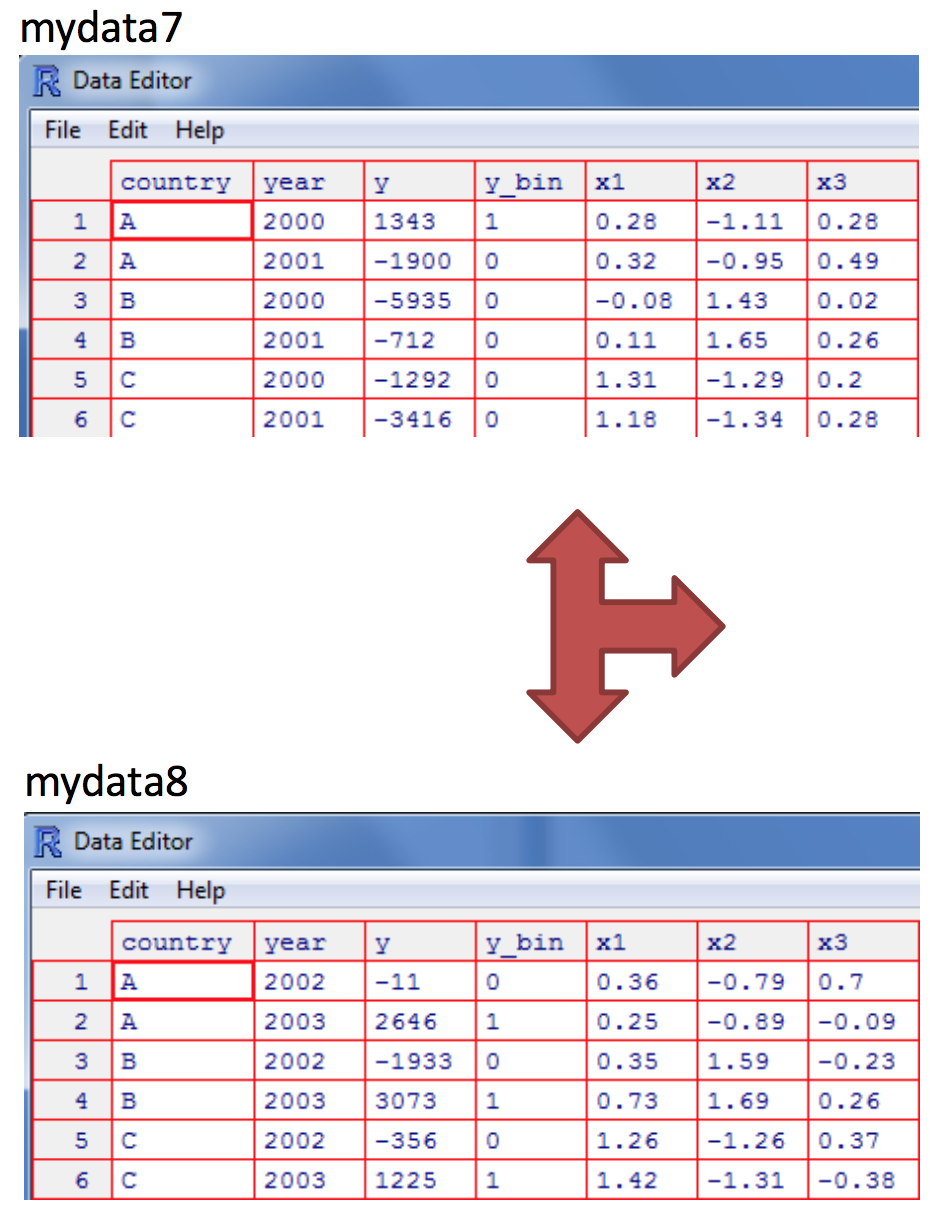 mydata7
R Data Editor
File Edit Help
country year y y_bin x1 x2 x3
1 A 2000 1343 1 0.28 -1.11 0.28
2 A 2001 -1900 0 0.32 -0.95 0.49
3 B 2000 -5935 0 -0.08 1.43 0.02
4 B 2001 -712 0 0.11 1.65 0.26
5 C 2000 -1292 0 1.31 -1.29 0.2
6 C 2001 -3416 0 1.18 -1.34 0.28
mydata8
R Data Editor
File Edit Help
country year y y_bin x1 x2 x3
1 A 2002 -11 0 0.36 -0.79 0.7
2 A 2003 2646 1 0.25 -0.89 -0.09
3 B 2002 -1933 0 0.35 1.59 -0.23
4 B 2003 3073 1 0.73 1.69 0.26
5 C 2002 -356 0 1.26 -1.26 0.37
6 C 2003 1225 1 1.42 -1.31 -0.38